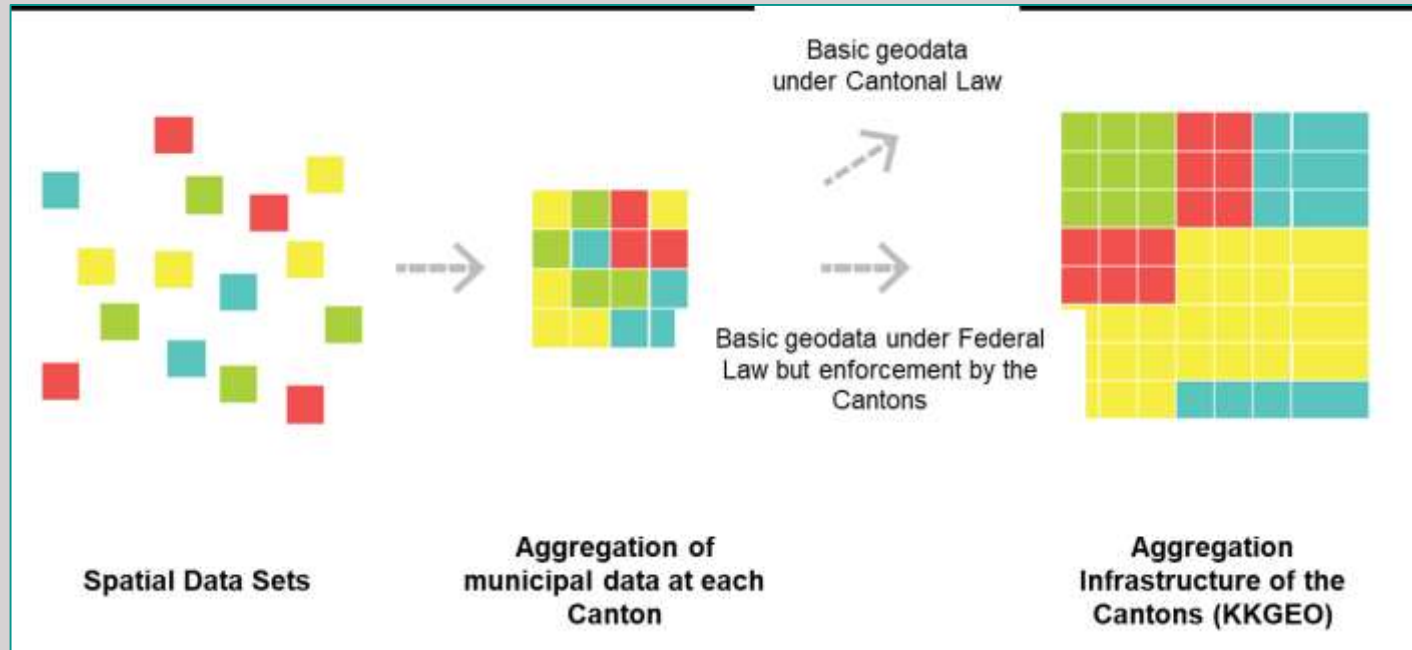 Basic geodata
under Cantonal Law
Basic geodata under Federal
Law but enforcement by the
Cantons
Spatial Data Sets
Aggregation of
municipal data at each
Canton
Aggregation
Infrastructure of the
Cantons (KKGEO)